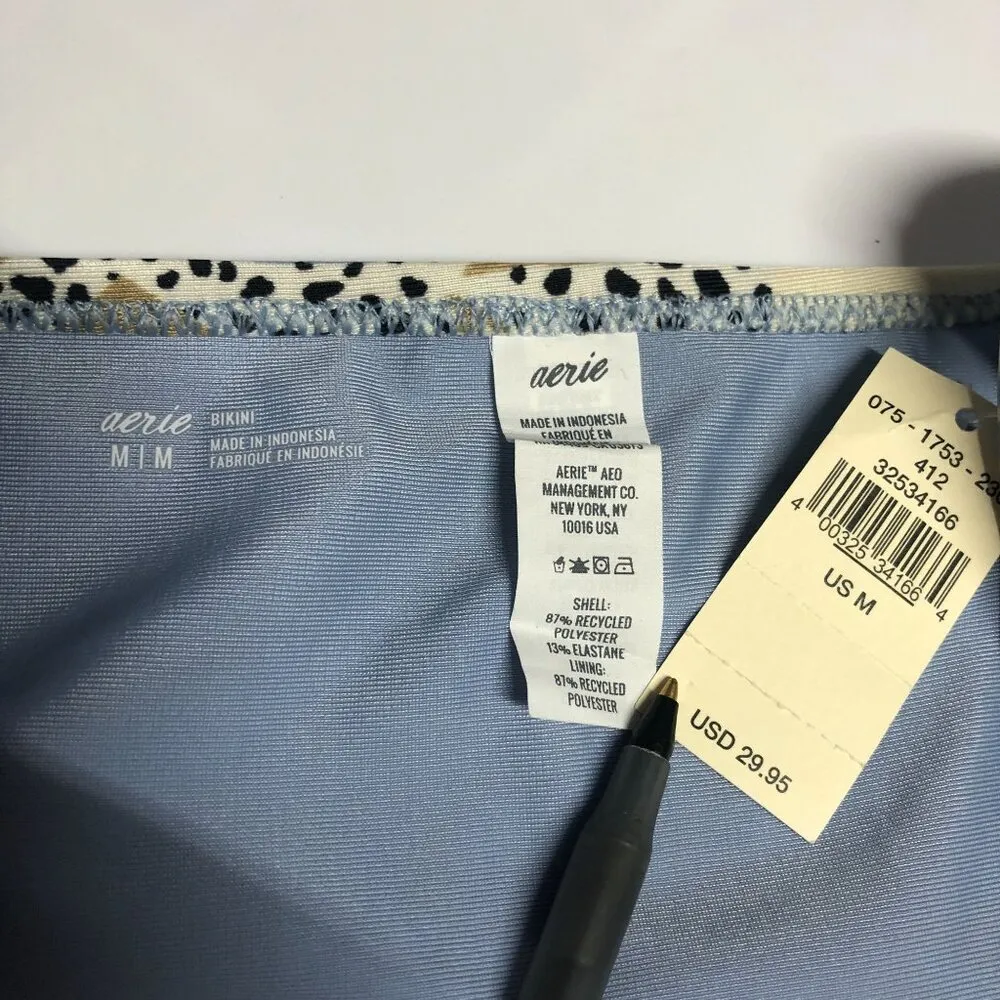 aerie BIKINI
M|M MADE IN INDONESIA
FABRIQUÉ EN INDONÉSIE
aerie
MADE IN INDONESIA
FABRIQUÉ EN
AERIE™ AEO
MANAGEMENT CO.
NEW YORK, NY
10016 USA
SHELL:
87% RECYCLED
POLYESTER
13% ELASTANE
LINING:
87% RECYCLED
POLYESTER
075 - 1753 - 23
412
32534166
4 00325 34166 4
US M
USD 29.95